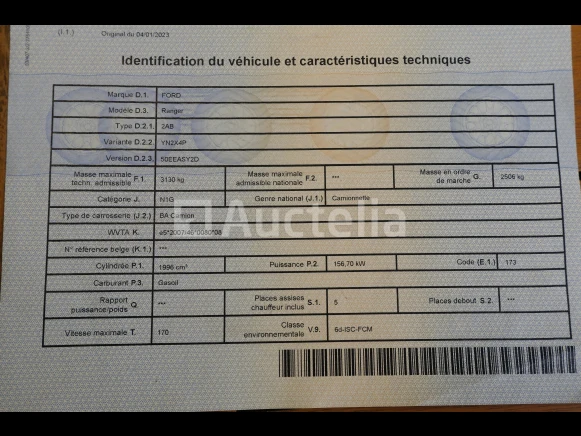 (I.1.) Original du 04/01/2023
Identification du véhicule et caractéristiques techniques
Marque D.1. FORD
Modèle D.3. Ranger
Type D.2.1. 2AB
Variante D.2.2. YN2X4P
Version D.2.3. 5GEEASY2D
Masse maximale techn. admissible F.1. 3130 kg Masse maximale admissible nationale F.2. *** Masse en ordre de marche G. 2506 kg
Catégorie J. N1G Genre national (J.1.) Camionnette
Type de carrosserie (J.2.) BA Camion
WVTA K. e5*2007/46*0080*08
N° référence belge (K.1.) ***
Cylindrée P.1. 1996 cm³ Puissance P.2. 156,70 kW Code (E.1.) 173
Carburant P.3. Gasoil
Rapport puissance/poids Q. *** Places assises chauffeur inclus S.1. 5 Places debout S.2. ***
Vitesse maximale T. 170 Classe environnementale V.9. 6d-ISC-FCM
Auctelia